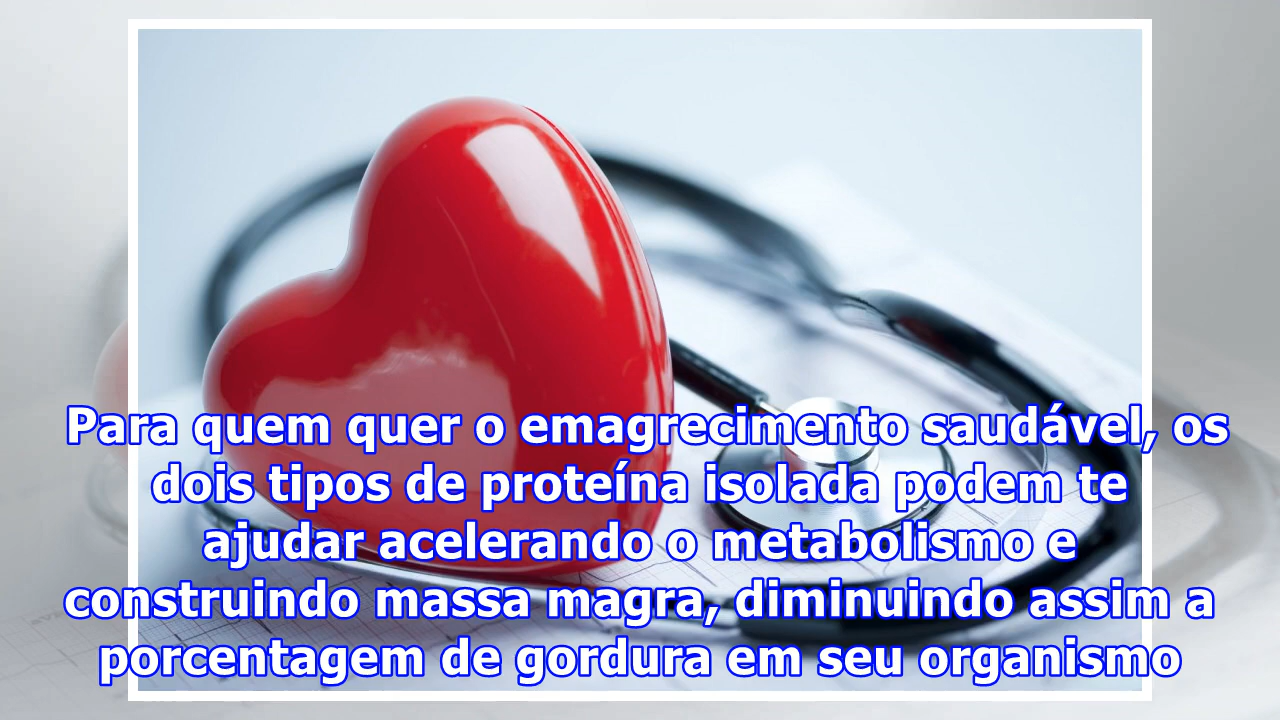 Para quem quer o emagrecimento saudável, os
dois tipos de proteína isolada podem te
ajudar acelerando o metabolismo e
construindo massa magra, diminuindo assim a
porcentagem de gordura em seu organismo